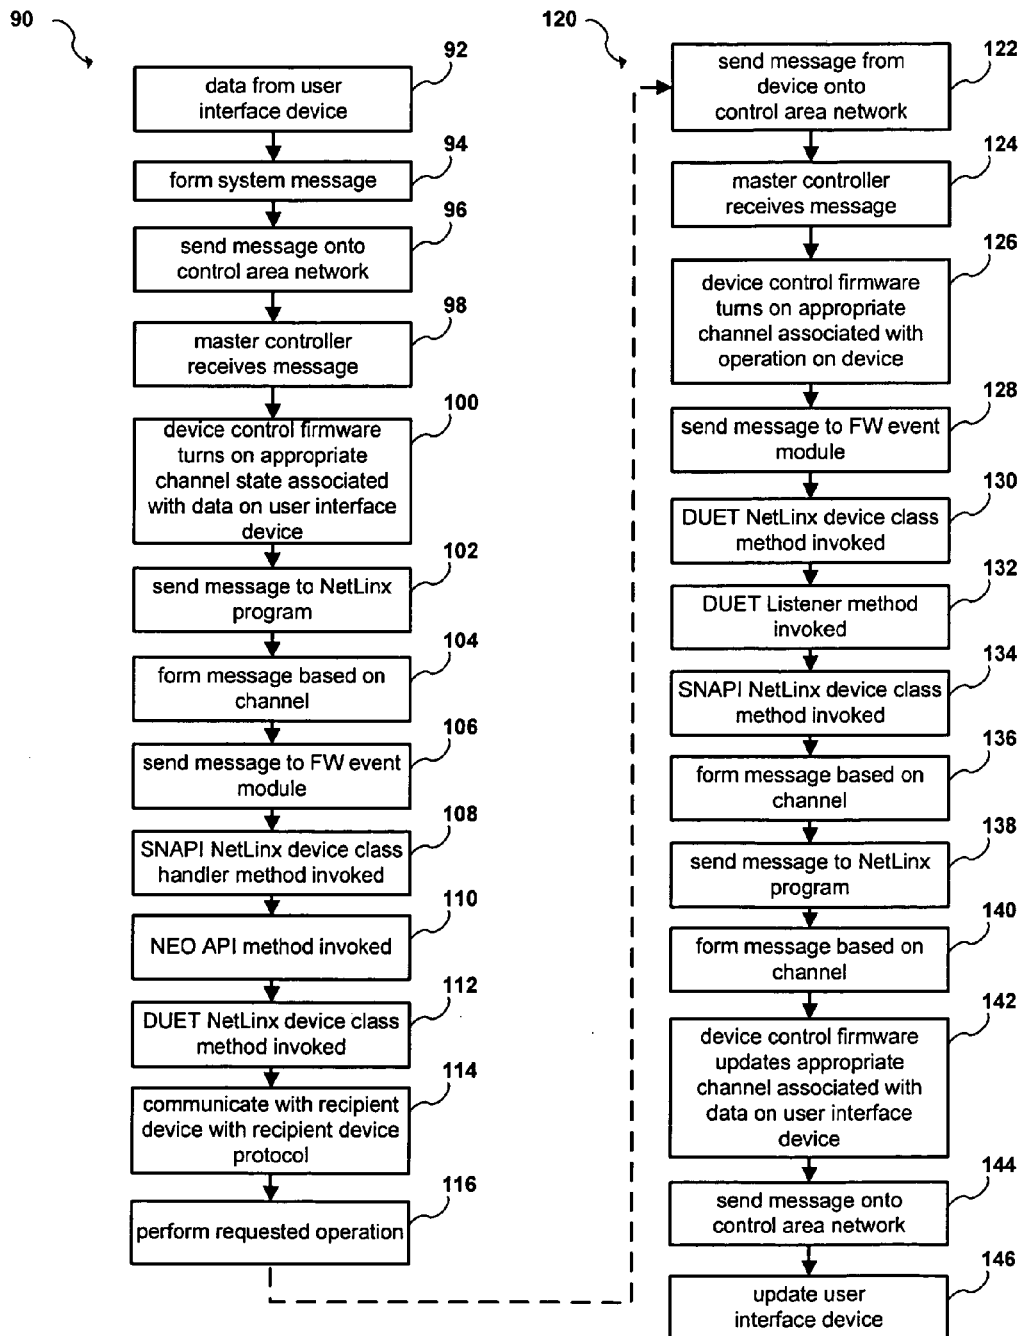 90
92
data from user
interface device
94
form system message
96
send message onto
control area network
98
master controller
receives message
100
device control firmware
turns on appropriate
channel state associated
with data on user interface
device
102
send message to NetLinx
program
104
form message based on
channel
106
send message to FW event
module
108
SNAPI NetLinx device class
handler method invoked
110
NEO API method invoked
112
DUET NetLinx device class
method invoked
114
communicate with recipient
device with recipient device
protocol
116
perform requested operation
120
122
send message from
device onto
control area network
124
master controller
receives message
126
device control firmware
turns on appropriate
channel associated with
operation on device
128
send message to FW event
module
130
DUET NetLinx device class
method invoked
132
DUET Listener method
invoked
134
SNAPI NetLinx device class
method invoked
136
form message based on
channel
138
send message to NetLinx
program
140
form message based on
channel
142
device control firmware
updates appropriate
channel associated with
data on user interface
device
144
send message onto
control area network
146
update user
interface device